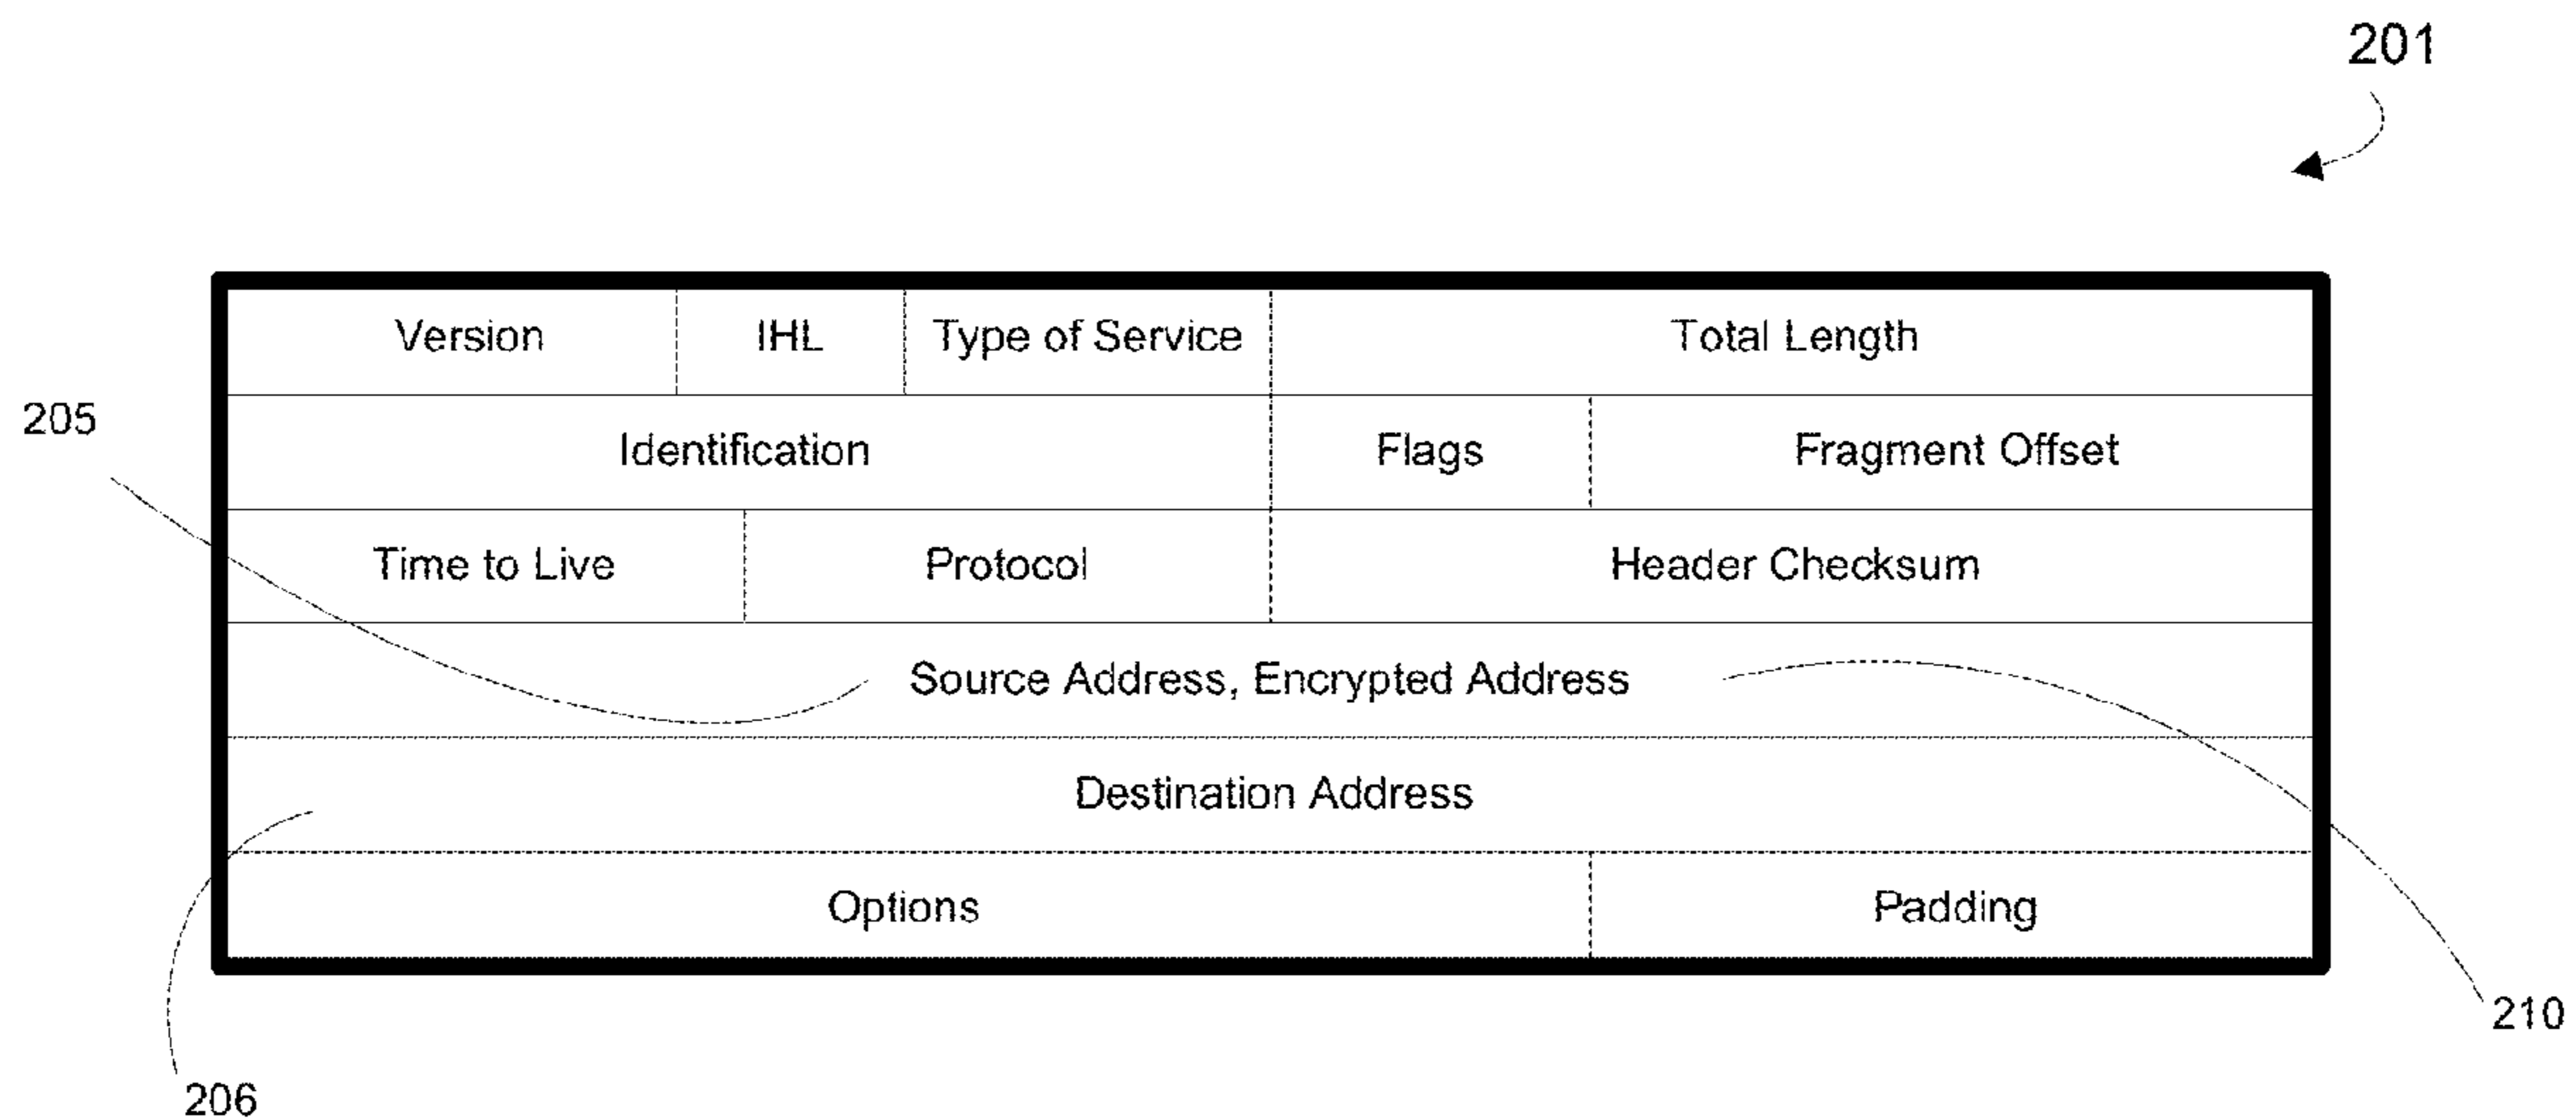 201
Version IHL Type of Service Total Length
205
Identification Flags Fragment Offset
Time to Live Protocol Header Checksum
Source Address, Encrypted Address
Destination Address
Options Padding
210
206